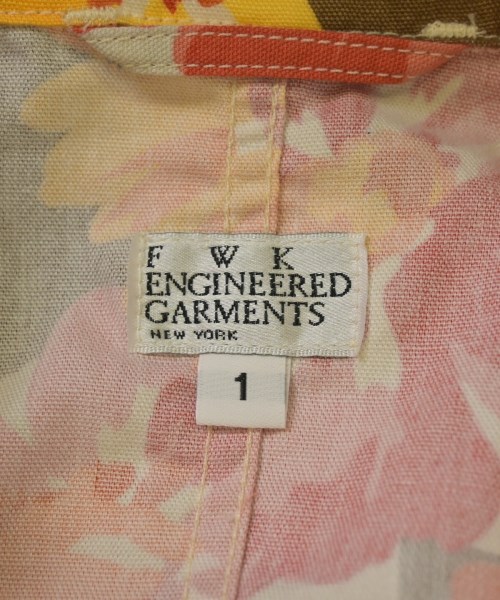 F W K
ENGINEERED
GARMENTS
NEW YORK
1